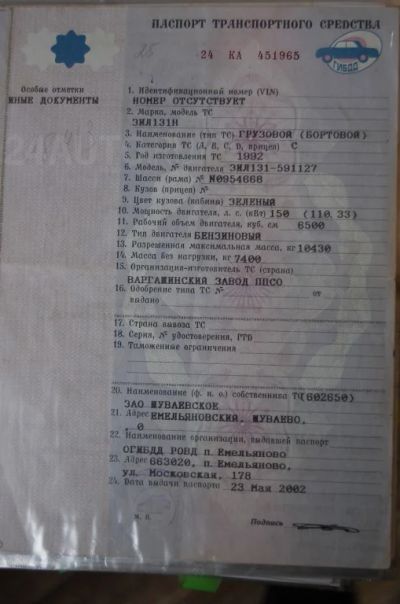 ПАСПОРТ ТРАНСПОРТНОГО СРЕДСТВА
25
24 КА 451965
ГИБДД
Особые отметки
ИНЫЕ ДОКУМЕНТЫ
1. Идентификационный номер (VIN)
НОМЕР ОТСУТСТВУЕТ
2. Марка, модель ТС
ЗИЛ131Н
3. Наименование (тип ТС) ГРУЗОВОЙ (БОРТОВОЙ)
4. Категория ТС (А, В, С, D, прицеп) С
5. Год изготовления ТС 1992
6. Модель, № двигателя ЗИЛ131-591127
7. Шасси (рама) № N0954668
8. Кузов (прицеп) №
9. Цвет кузова (кабины) ЗЕЛЕНЫЙ
10. Мощность двигателя, л. с. (кВт) 150 (110,33)
11. Рабочий объем двигателя, куб. см 6500
12. Тип двигателя БЕНЗИНОВЫЙ
13. Разрешенная максимальная масса, кг 10430
14. Масса без нагрузки, кг 7400
15. Организация-изготовитель ТС (страна)
ВАРГАШИНСКИЙ ЗАВОД ППСО
16. Одобрение типа ТС № от
выдано
17. Страна вывоза ТС
18. Серия, № удостоверения, ГТД
19. Таможенные ограничения
20. Наименование (ф. и. о.) собственника ТС (602650)
ЗАО ШУВАЕВСКОЕ
21. Адрес ЕМЕЛЬЯНОВСКИЙ, ШУВАЕВО,
, 0
22. Наименование организации, выдавшей паспорт
ОГИБДД РОВД п.Емельяново
23. Адрес 663020, п.Емельяново,
ул. Московская, 178
24. Дата выдачи паспорта 23 Мая 2002
М. П.
Подпись